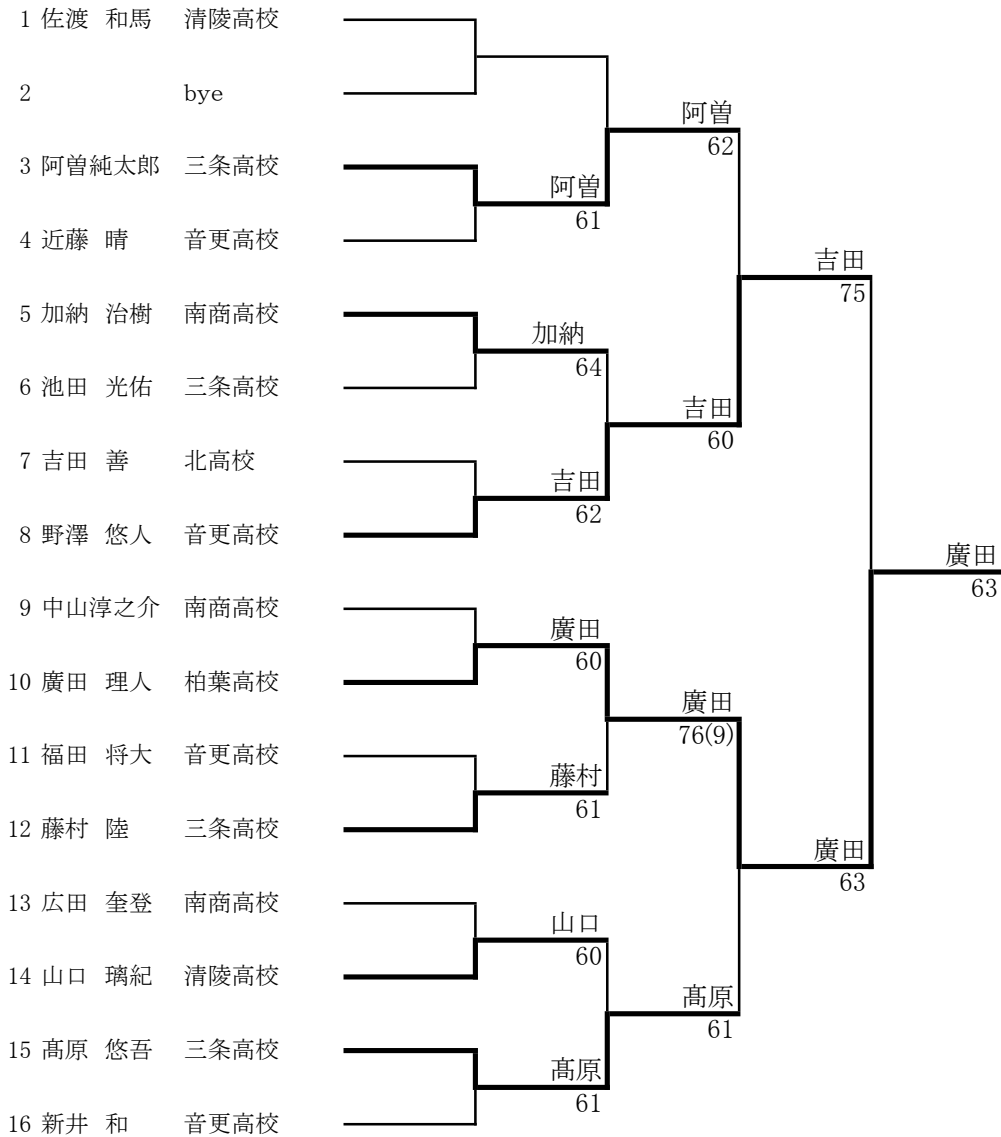 1 佐渡 和馬 清陵高校
2 bye
阿曽
62
3 阿曽純太郎 三条高校
阿曽
61
4 近藤 晴 音更高校
吉田
75
5 加納 治樹 南商高校
加納
64
6 池田 光佑 三条高校
吉田
60
7 吉田 善 北高校
吉田
62
8 野澤 悠人 音更高校
廣田
63
9 中山淳之介 南商高校
廣田
60
10 廣田 理人 柏葉高校
廣田
76(9)
11 福田 将大 音更高校
藤村
61
12 藤村 陸 三条高校
廣田
63
13 広田 奎登 南商高校
山口
60
14 山口 璃紀 清陵高校
髙原
61
15 髙原 悠吾 三条高校
髙原
61
16 新井 和 音更高校